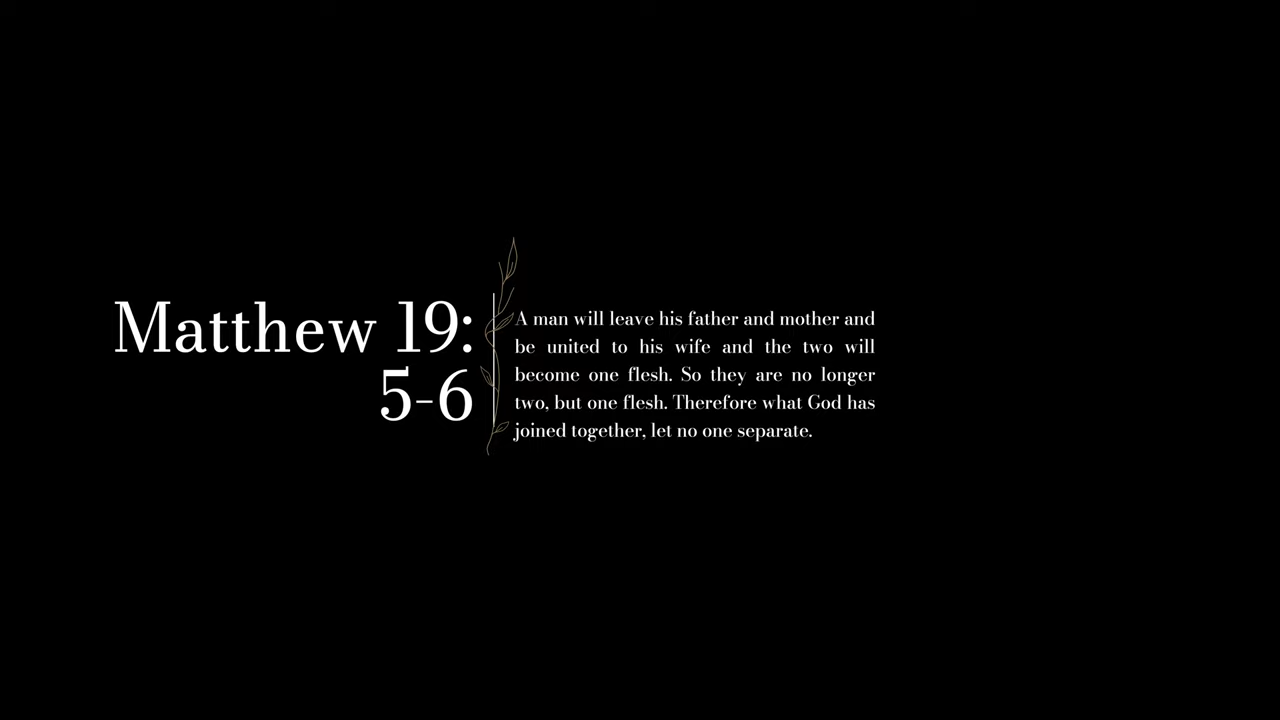 Matthew 19:
5-6
A man will leave his father and mother and
be united to his wife and the two will
become one flesh. So they are no longer
two, but one flesh. Therefore what God has
joined together, let no one separate.